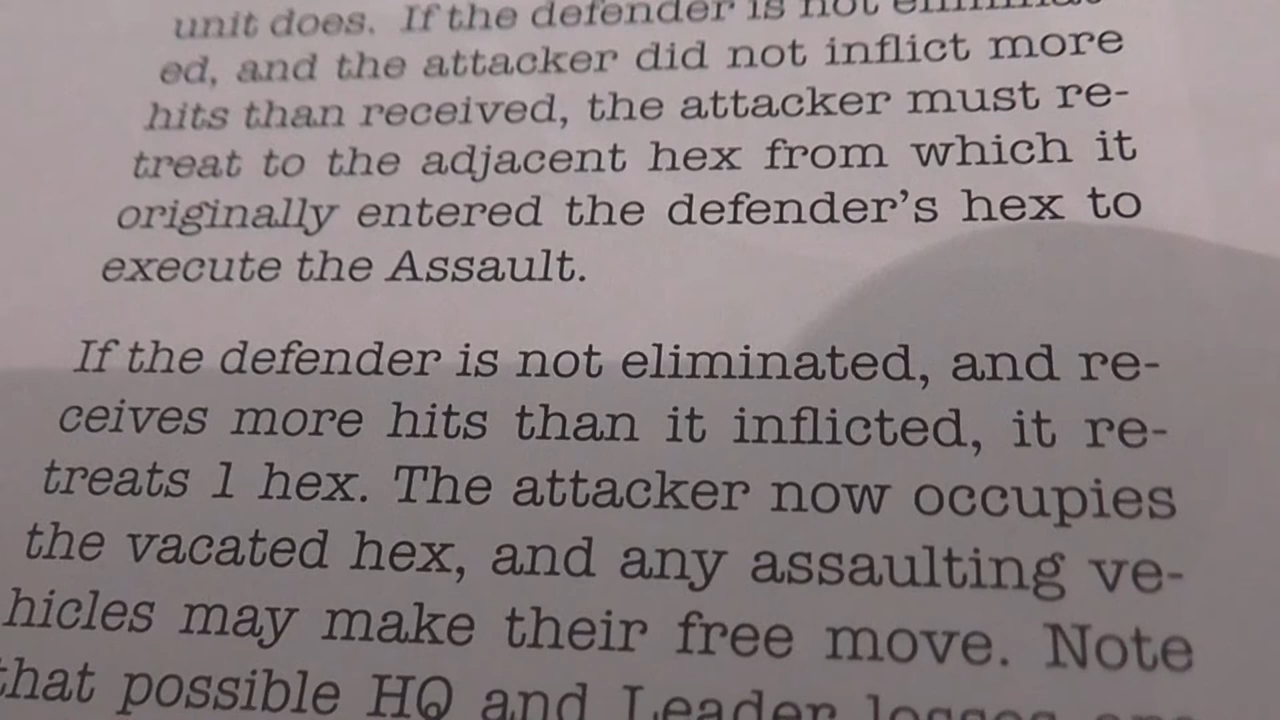 unit does. If the defender is not eliminat-
ed, and the attacker did not inflict more
hits than received, the attacker must re-
treat to the adjacent hex from which it
originally entered the defender's hex to
execute the Assault.
If the defender is not eliminated, and re-
ceives more hits than it inflicted, it re-
treats 1 hex. The attacker now occupies
the vacated hex, and any assaulting ve-
hicles may make their free move. Note
that possible HQ and Leader losses are